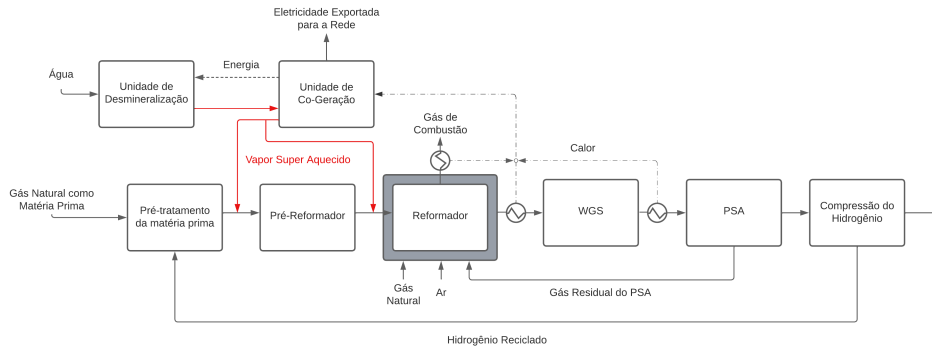 Eletricidade Exportada
para a Rede
Energia
Água
Unidade de
Desmineralização
Unidade de
Co-Geração
Gás de
Combustão
Calor
Vapor Super Aquecido
Gás Natural como
Matéria Prima
Pré-tratamento
da matéria prima
Pré-Reformador
Reformador
WGS
PSA
Compressão do
Hidrogênio
Gás
Natural
Ar
Gás Residual do PSA
Hidrogênio Reciclado